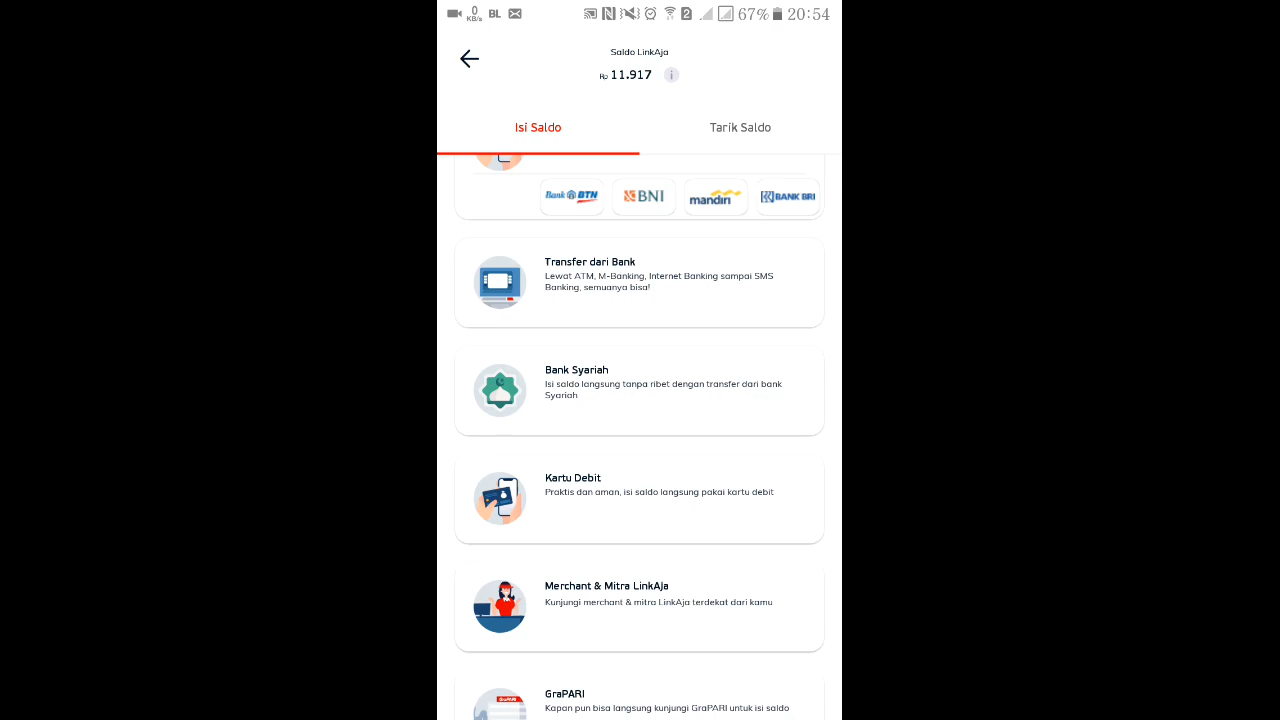 0
KB/s
BL
2
67%
20:54
Saldo LinkAja
Rp 11.917
i
Isi Saldo
Tarik Saldo
Bank BTN
BNI
mandiri
BANK BRI
Transfer dari Bank
Lewat ATM, M-Banking, Internet Banking sampai SMS
Banking, semuanya bisa!
Bank Syariah
Isi saldo langsung tanpa ribet dengan transfer dari bank
Syariah
Kartu Debit
Praktis dan aman, isi saldo langsung pakai kartu debit
Merchant & Mitra LinkAja
Kunjungi merchant & mitra LinkAja terdekat dari kamu
GraPARI
GraPARI
Kapan pun bisa langsung kunjungi GraPARI untuk isi saldo